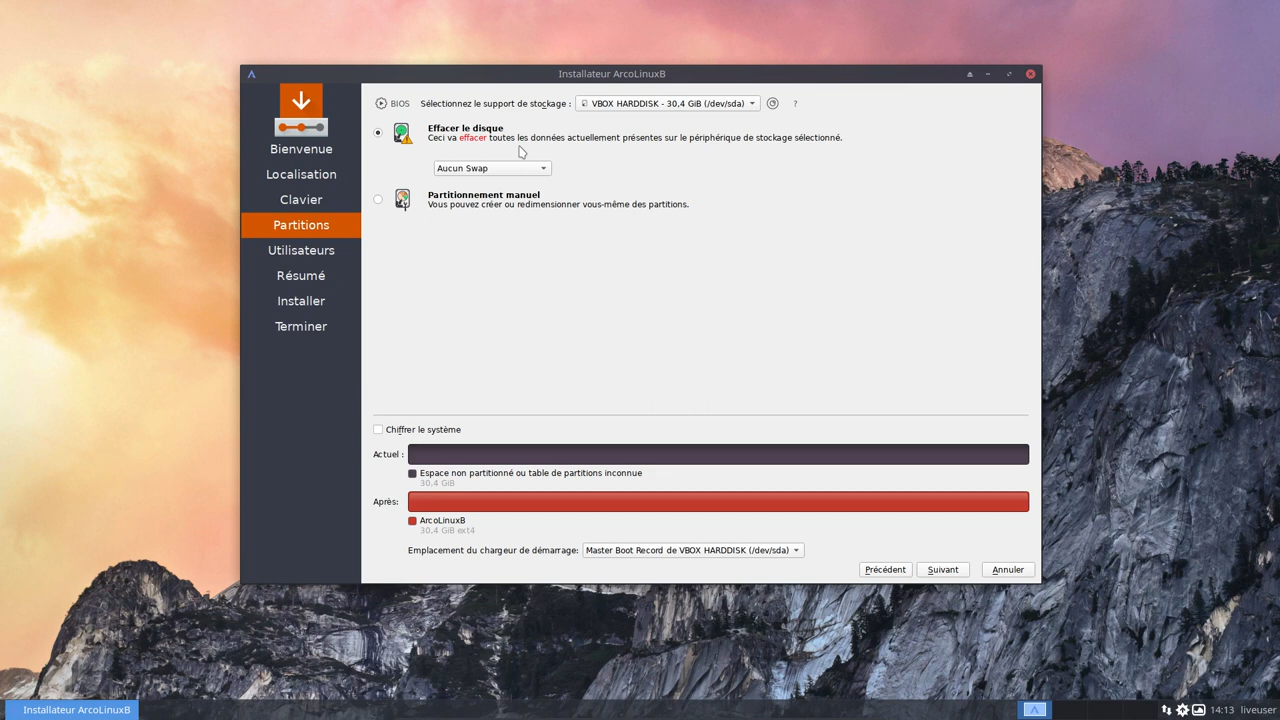 Installateur ArcoLinuxB
BIOS Sélectionnez le support de stockage : VBOX HARDDISK - 30,4 GiB (/dev/sda) ?
Effacer le disque
Ceci va effacer toutes les données actuellement présentes sur le périphérique de stockage sélectionné.
Aucun Swap
Partitionnement manuel
Vous pouvez créer ou redimensionner vous-même des partitions.
Bienvenue
Localisation
Clavier
Partitions
Utilisateurs
Résumé
Installer
Terminer
Chiffrer le système
Actuel :
Espace non partitionné ou table de partitions inconnue
30,4 GiB
Après:
ArcoLinuxB
30,4 GiB ext4
Emplacement du chargeur de démarrage: Master Boot Record de VBOX HARDDISK (/dev/sda)
Précédent Suivant Annuler
Installateur ArcoLinuxB 14:13 liveuser